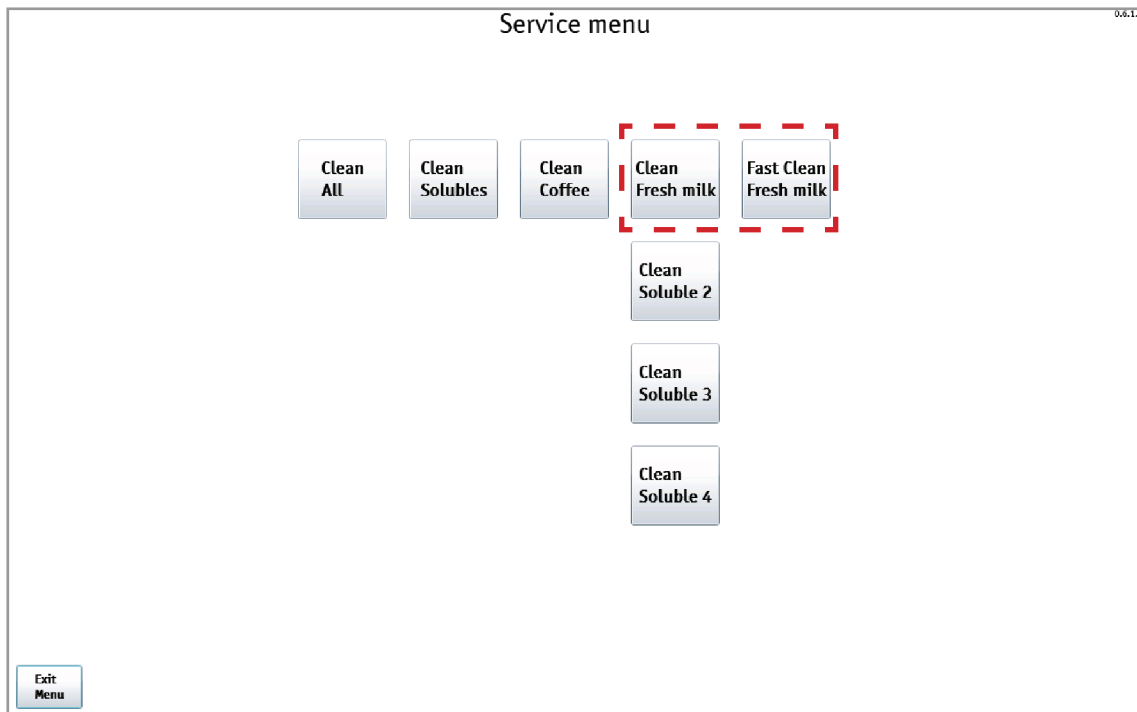 Service menu
0.6.1.
Clean
All
Clean
Solubles
Clean
Coffee
Clean
Fresh milk
Fast Clean
Fresh milk
Clean
Soluble 2
Clean
Soluble 3
Clean
Soluble 4
Exit
Menu